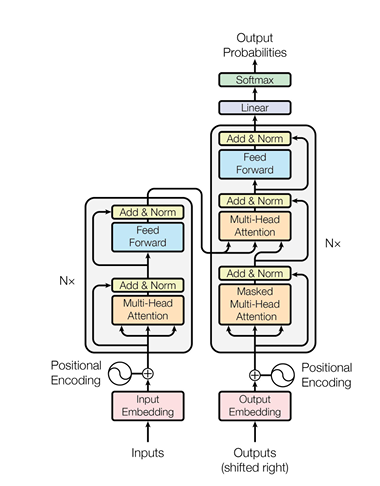 Output
Probabilities
Softmax
Linear
Add & Norm
Feed
Forward
Add & Norm
Multi-Head
Attention
Add & Norm
Masked
Multi-Head
Attention
N×
Add & Norm
Feed
Forward
Add & Norm
Multi-Head
Attention
N×
Positional
Encoding
Positional
Encoding
Input
Embedding
Output
Embedding
Inputs
Outputs
(shifted right)